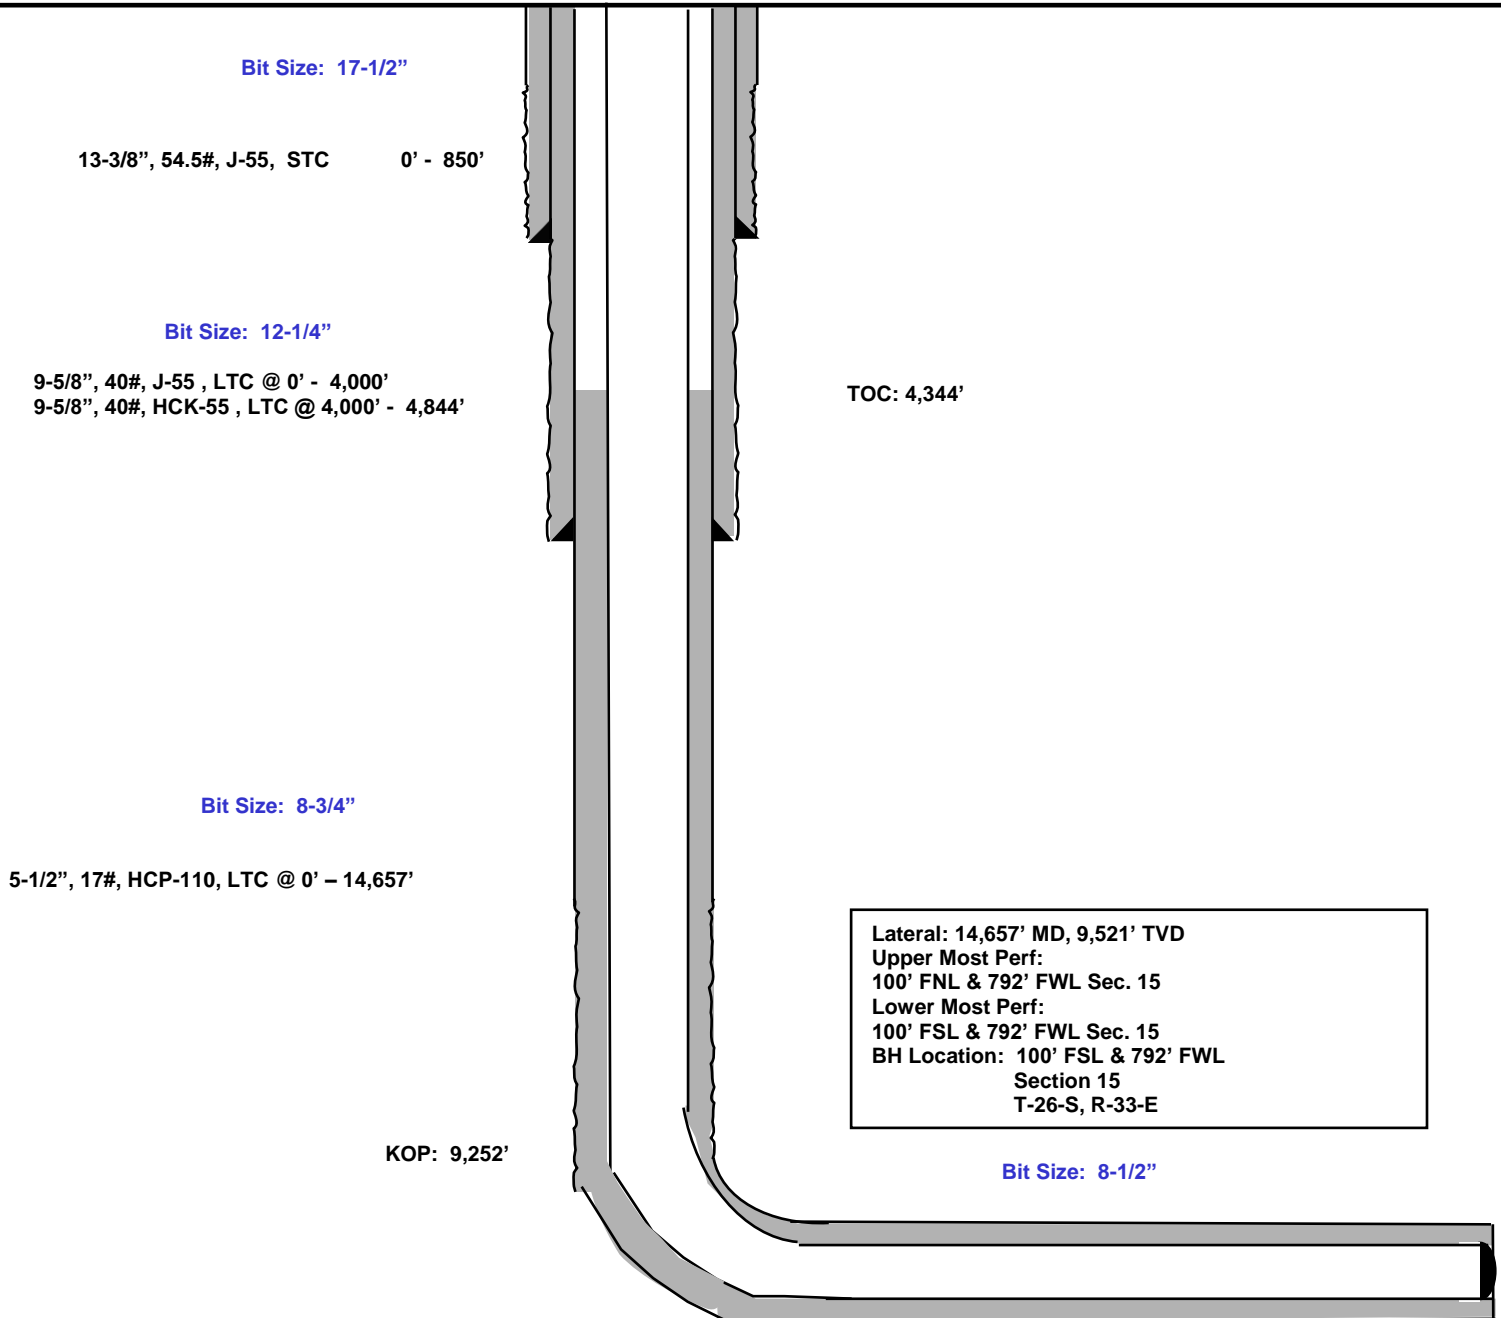 Bit Size: 17-1/2”
13-3/8”, 54.5#, J-55, STC 0’ - 850’
Bit Size: 12-1/4”
9-5/8”, 40#, J-55 , LTC @ 0’ - 4,000’
9-5/8”, 40#, HCK-55 , LTC @ 4,000’ - 4,844’
TOC: 4,344’
Bit Size: 8-3/4”
5-1/2”, 17#, HCP-110, LTC @ 0’ – 14,657’
Lateral: 14,657’ MD, 9,521’ TVD
Upper Most Perf:
100’ FNL & 792’ FWL Sec. 15
Lower Most Perf:
100’ FSL & 792’ FWL Sec. 15
BH Location: 100’ FSL & 792’ FWL
Section 15
T-26-S, R-33-E
KOP: 9,252’
Bit Size: 8-1/2”